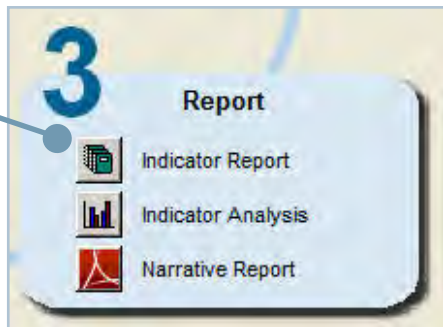 3
Report
Indicator Report
Indicator Analysis
Narrative Report